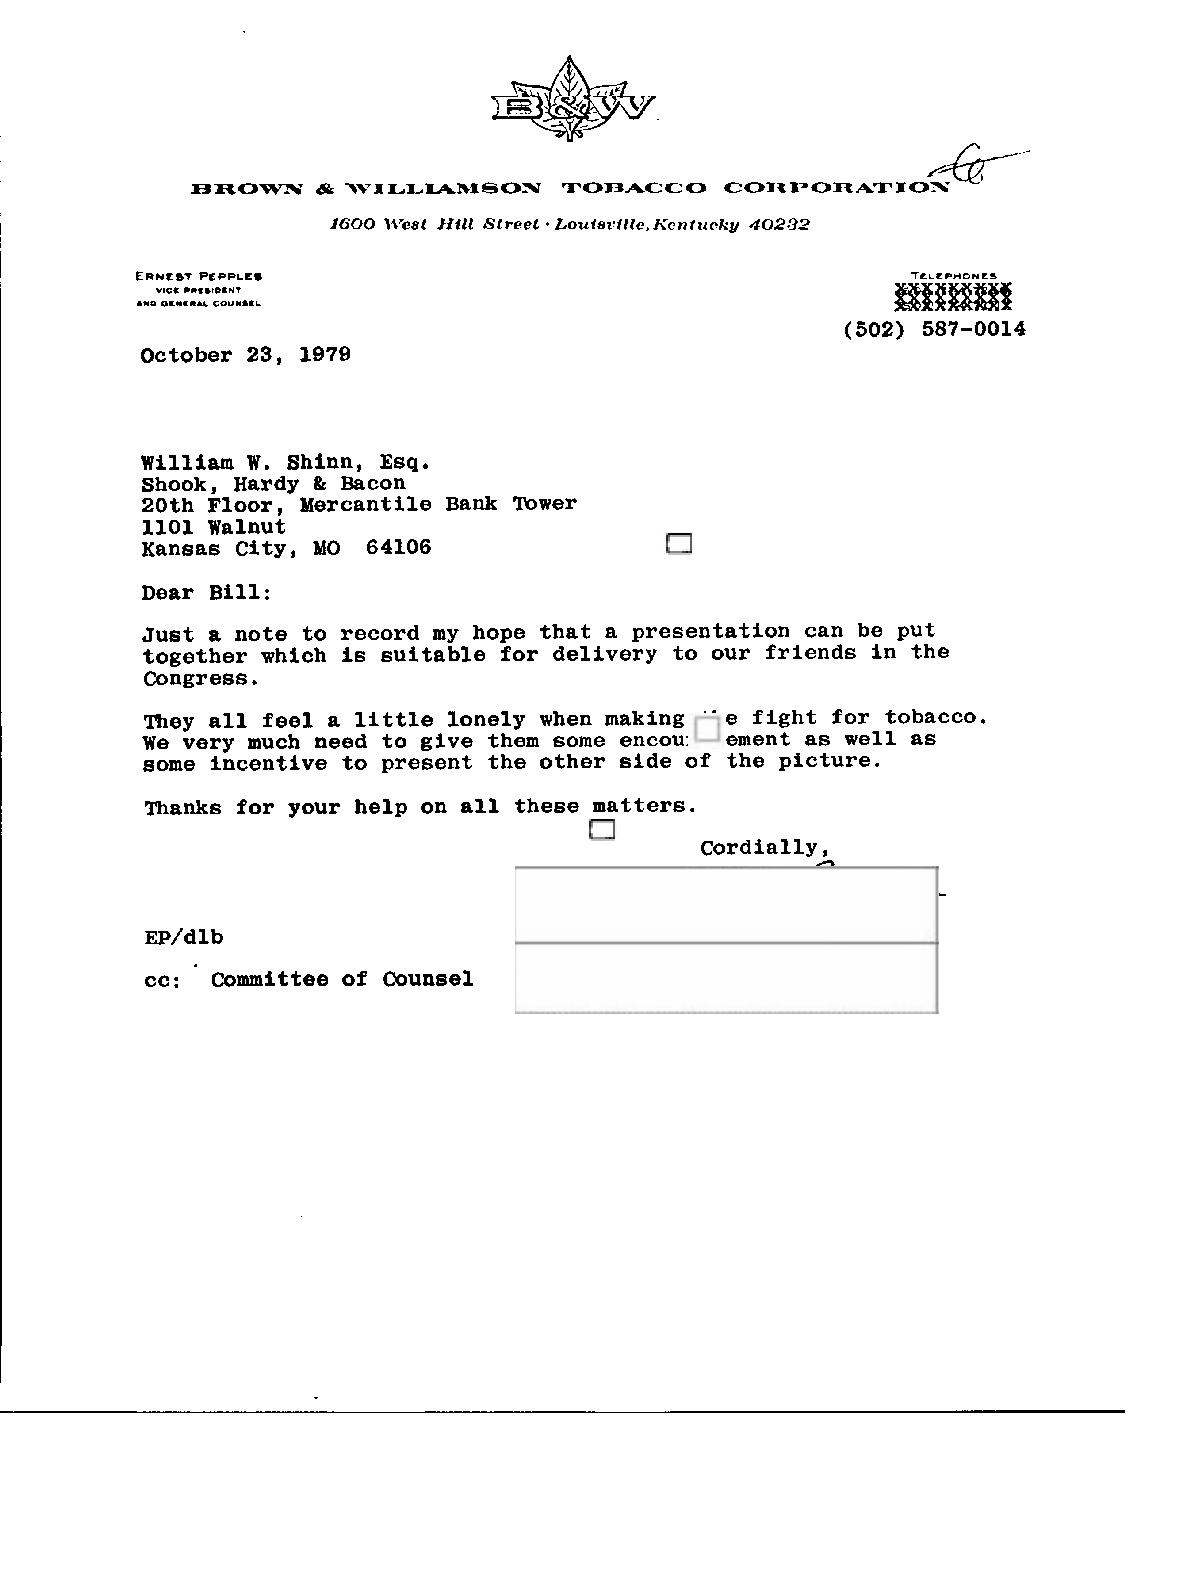 B&W
BROWN & WILLIAMSON TOBACCO CORPORATION
1600 West Hill Street · Louisville, Kentucky 40232
ERNEST PEPPLES
VICE PRESIDENT
AND GENERAL COUNSEL
TELEPHONES
(502) 587-0014
October 23, 1979
William W. Shinn, Esq.
Shook, Hardy & Bacon
20th Floor, Mercantile Bank Tower
1101 Walnut
Kansas City, MO 64106
Dear Bill:
Just a note to record my hope that a presentation can be put
together which is suitable for delivery to our friends in the
Congress.
They all feel a little lonely when making fight for tobacco.
We very much need to give them some as well as
some incentive to present the other side of the picture.
Thanks for your help on all these matters.
Cordially,
EP/dlb
cc: Committee of Counsel